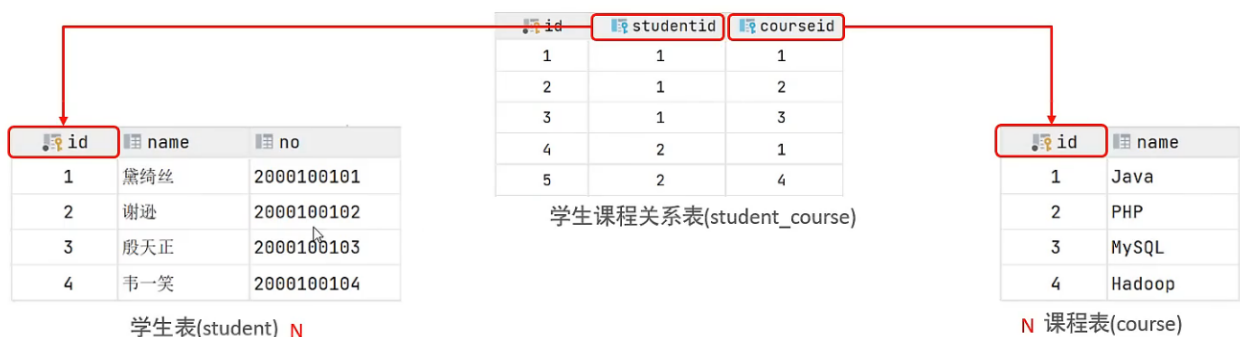 id studentid courseid
1 1 1
2 1 2
3 1 3
4 2 1
5 2 4
学生课程关系表(student_course)
id name no
1 黛绮丝 2000100101
2 谢逊 2000100102
3 殷天正 2000100103
4 韦一笑 2000100104
学生表(student) N
id name
1 Java
2 PHP
3 MySQL
4 Hadoop
N 课程表(course)